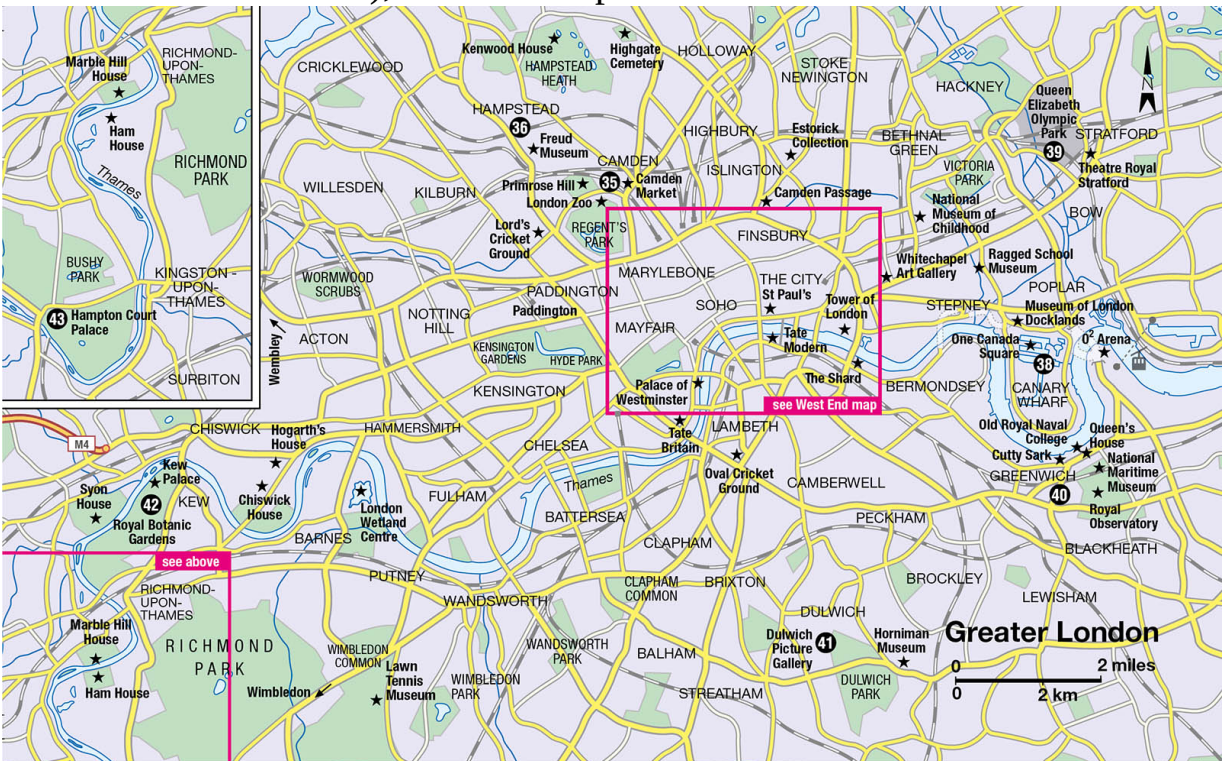 Marble Hill
House
RICHMOND-
UPON-
THAMES
Ham
House
RICHMOND
PARK
Thames
BUSHY
PARK
KINGSTON -
UPON-
THAMES
43
Hampton Court
Palace
SURBITON
CRICKLEWOOD
Kenwood House
HAMPSTEAD
HEATH
Highgate
Cemetery
HOLLOWAY
STOKE
NEWINGTON
HACKNEY
Queen
Elizabeth
Olympic
Park
39
STRATFORD
Theatre Royal
Stratford
N
HAMPSTEAD
36
Freud
Museum
HIGHBURY
Estorick
Collection
BETHNAL
GREEN
CAMDEN
ISLINGTON
VICTORIA
PARK
WILLESDEN
KILBURN
Primrose Hill
35
Camden
Market
London Zoo
Camden Passage
National
Museum of
Childhood
BOW
Lord's
Cricket
Ground
REGENT'S
PARK
FINSBURY
Whitechapel
Art Gallery
Ragged School
Museum
WORMWOOD
SCRUBS
MARYLEBONE
THE CITY
POPLAR
PADDINGTON
Paddington
SOHO
St Paul's
Tower of
London
STEPNEY
Museum of London
Docklands
NOTTING
HILL
MAYFAIR
Wembley
ACTON
KENSINGTON
GARDENS
HYDE PARK
Tate
Modern
One Canada
Square
O2 Arena
38
The Shard
KENSINGTON
Palace of
Westminster
see West End map
BERMONDSEY
CANARY
WHARF
M4
CHISWICK
Hogarth's
House
HAMMERSMITH
Tate
Britain
LAMBETH
Old Royal Naval
College
Queen's
House
CHELSEA
Cutty Sark
National
Maritime
Museum
Kew
Palace
Oval Cricket
Ground
GREENWICH
Syon
House
42
KEW
Chiswick
House
Thames
CAMBERWELL
40
FULHAM
Royal
Observatory
Royal Botanic
Gardens
London
Wetland
Centre
BATTERSEA
PECKHAM
BARNES
CLAPHAM
BLACKHEATH
see above
PUTNEY
CLAPHAM
COMMON
BRIXTON
BROCKLEY
RICHMOND-
UPON-
THAMES
WANDSWORTH
LEWISHAM
DULWICH
Marble Hill
House
RICHMOND
PARK
WIMBLEDON
COMMON
WANDSWORTH
PARK
BALHAM
Dulwich
Picture
Gallery
41
Horniman
Museum
Greater London
Ham House
Wimbledon
Lawn
Tennis
Museum
WIMBLEDON
PARK
STREATHAM
DULWICH
PARK
0 2 miles
0 2 km